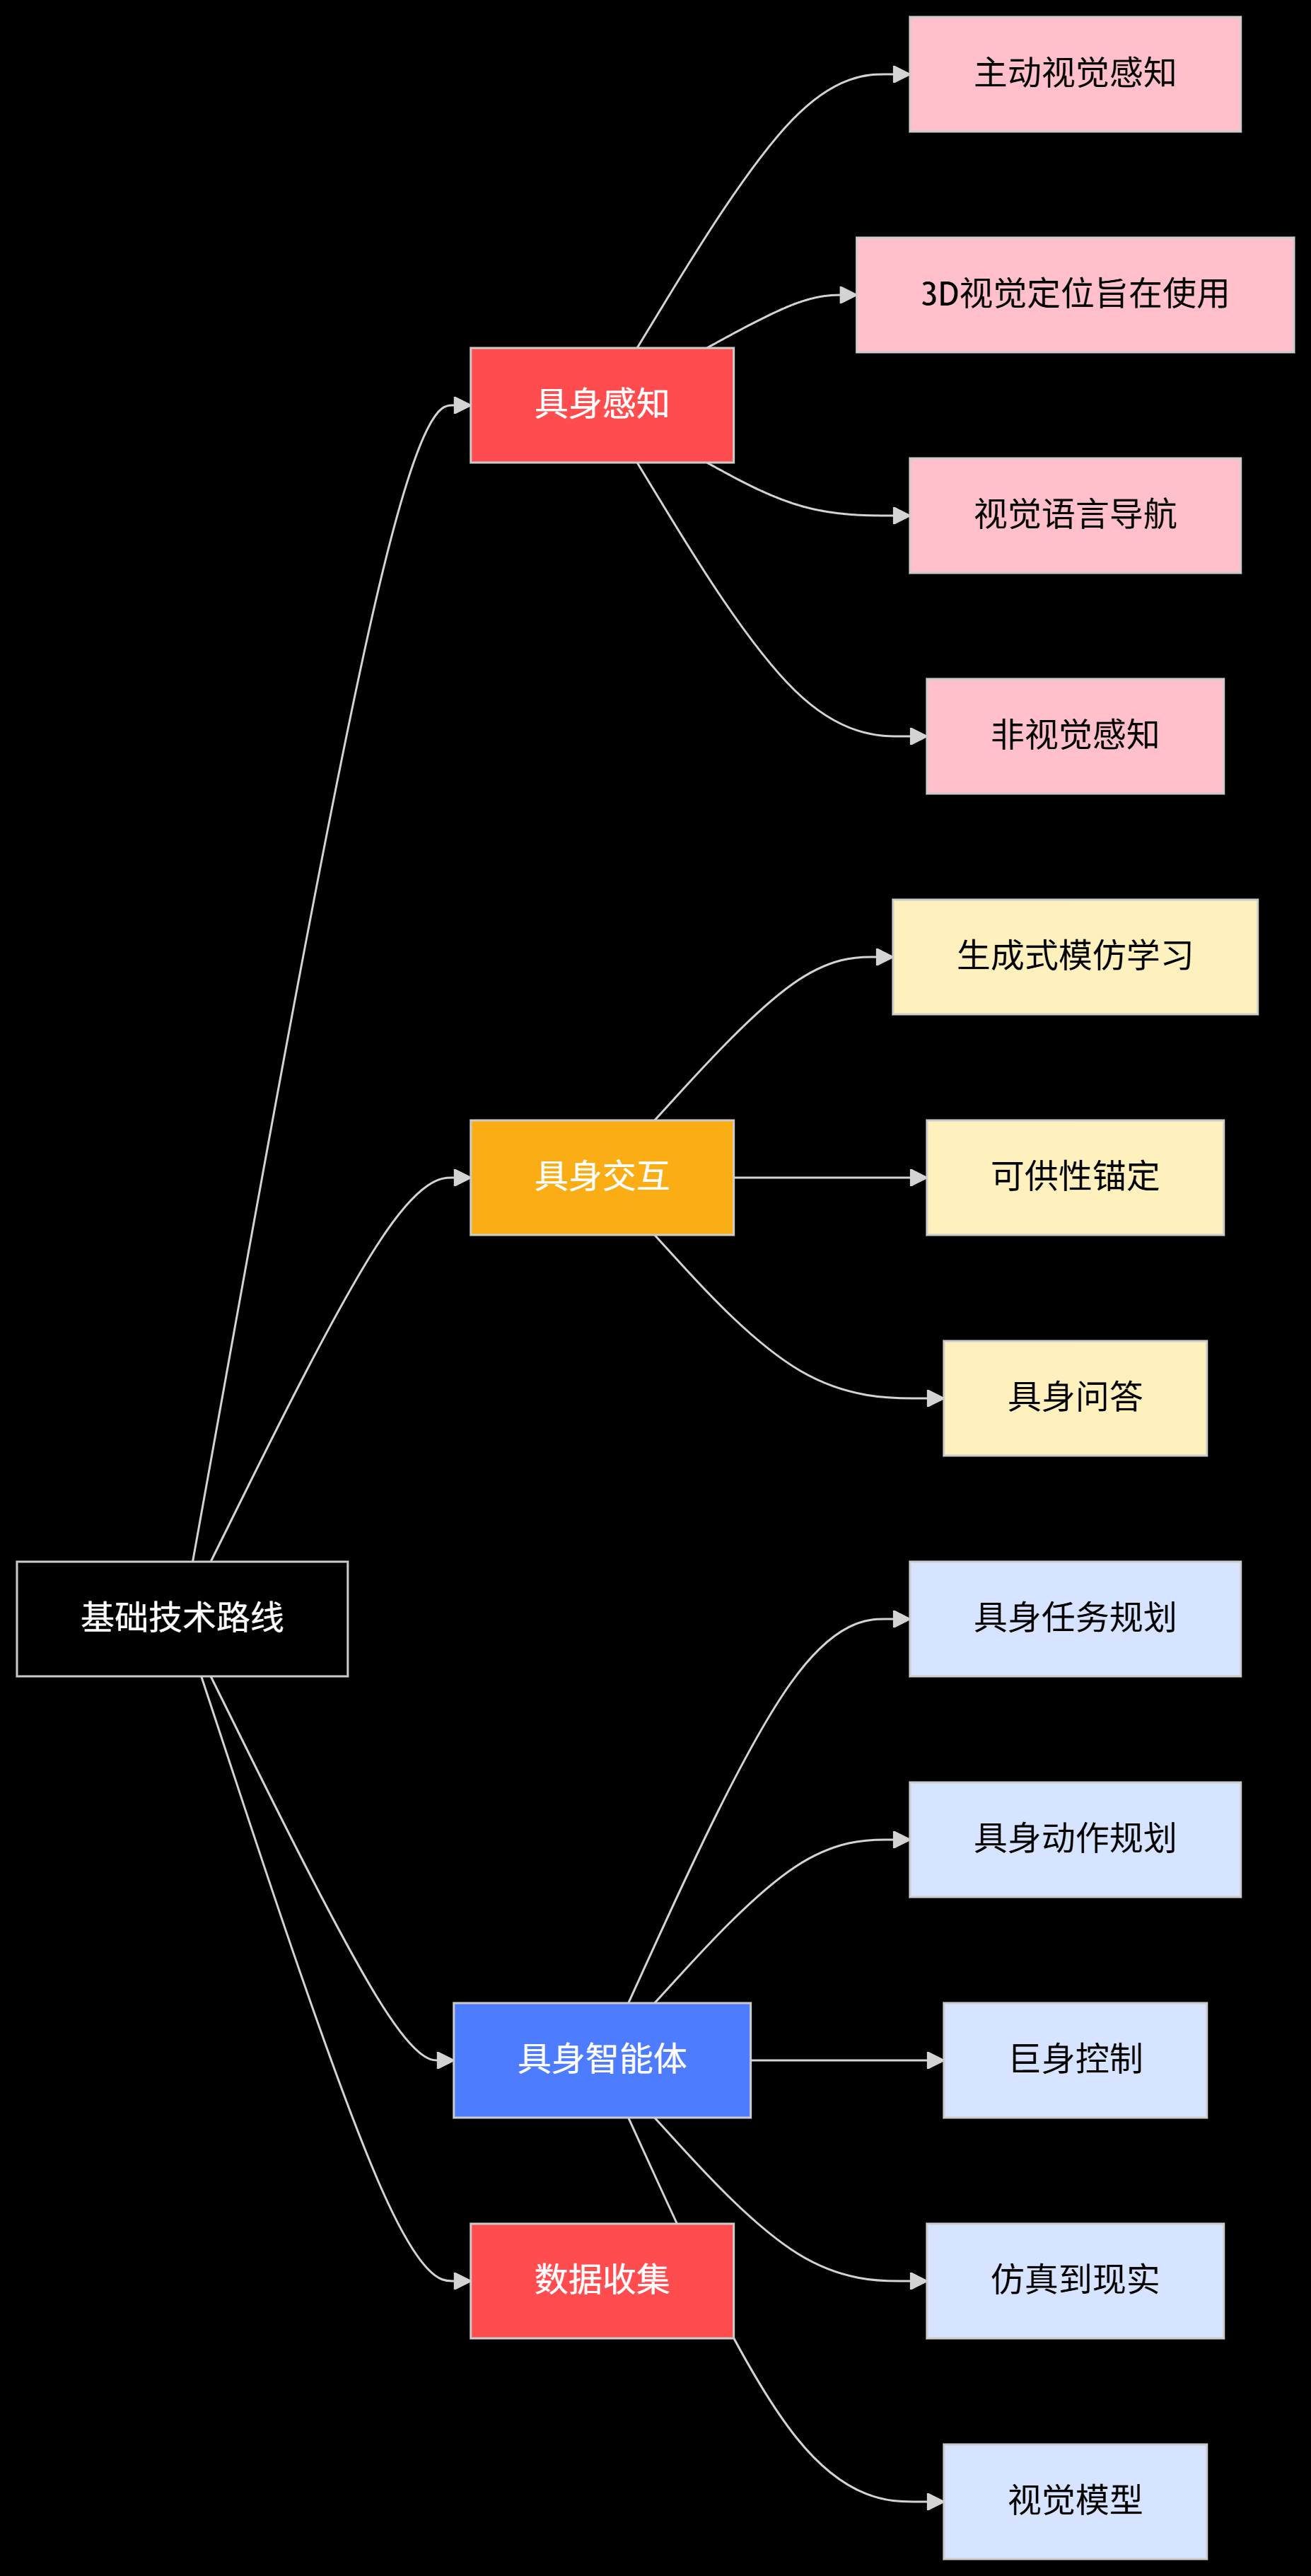 主动视觉感知
3D视觉定位旨在使用
具身感知
视觉语言导航
非视觉感知
生成式模仿学习
具身交互
可供性锚定
具身问答
基础技术路线
具身任务规划
具身动作规划
具身智能体
巨身控制
数据收集
仿真到现实
视觉模型